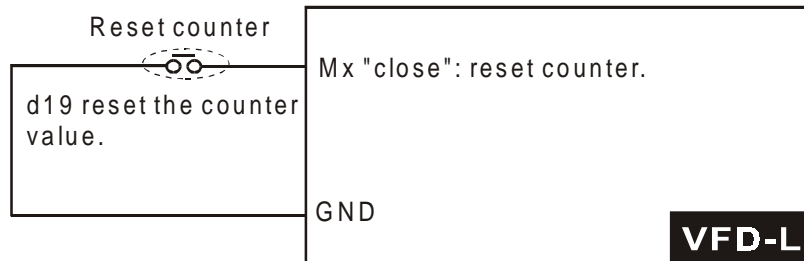 Reset counter
Mx "close": reset counter.
d19 reset the counter
value.
GND
VFD-L